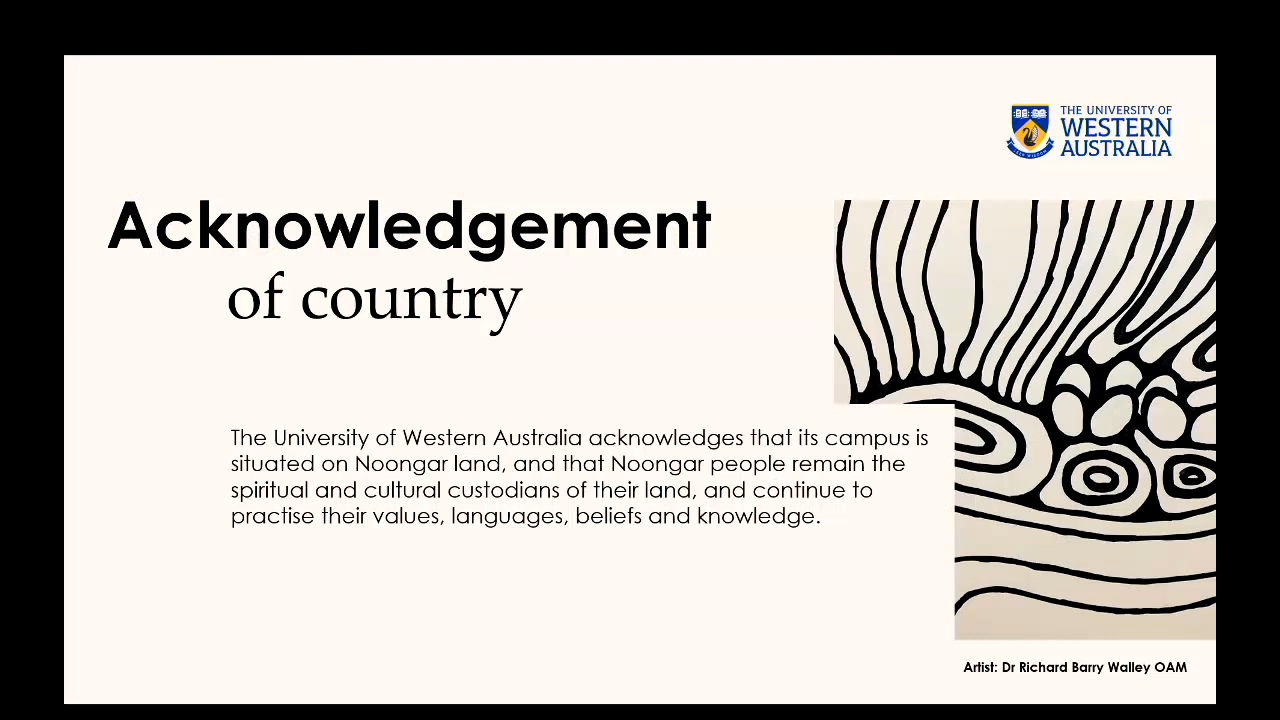 THE UNIVERSITY OF
WESTERN
AUSTRALIA
Acknowledgement
of country
The University of Western Australia acknowledges that its campus is
situated on Noongar land, and that Noongar people remain the
spiritual and cultural custodians of their land, and continue to
practise their values, languages, beliefs and knowledge.
Artist: Dr Richard Barry Walley OAM